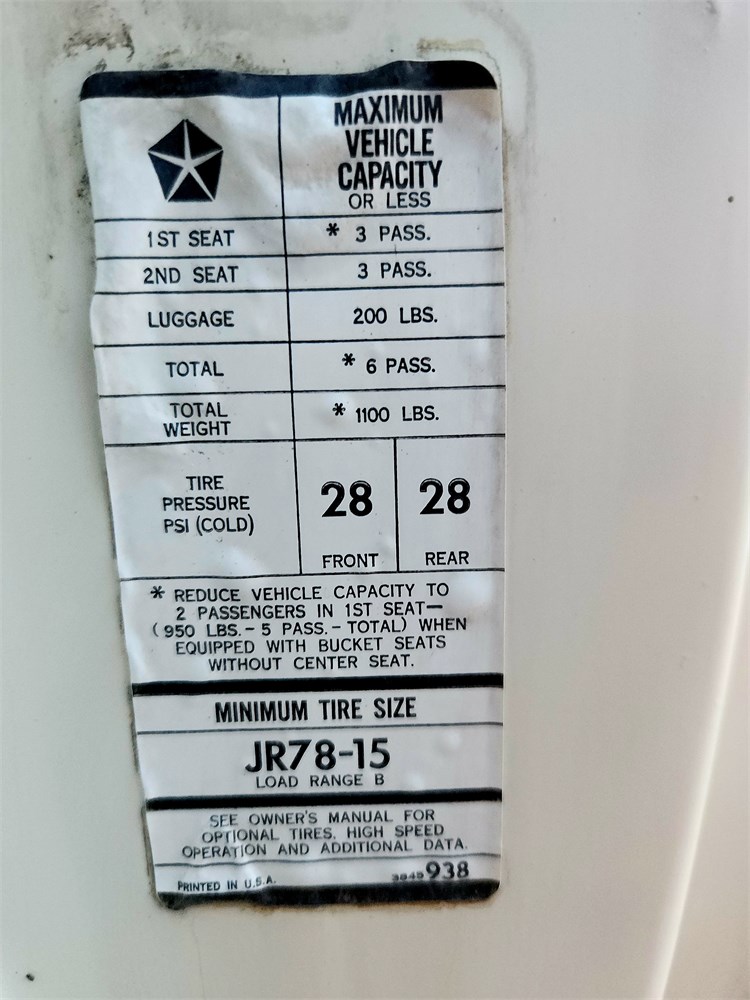 MAXIMUM
VEHICLE
CAPACITY
OR LESS
1ST SEAT * 3 PASS.
2ND SEAT 3 PASS.
LUGGAGE 200 LBS.
TOTAL * 6 PASS.
TOTAL
WEIGHT * 1100 LBS.
TIRE
PRESSURE
PSI (COLD)
28 28
FRONT REAR
* REDUCE VEHICLE CAPACITY TO
2 PASSENGERS IN 1ST SEAT—
(950 LBS.- 5 PASS.- TOTAL) WHEN
EQUIPPED WITH BUCKET SEATS
WITHOUT CENTER SEAT.
MINIMUM TIRE SIZE
JR78-15
LOAD RANGE B
SEE OWNER'S MANUAL FOR
OPTIONAL TIRES, HIGH SPEED
OPERATION AND ADDITIONAL DATA.
PRINTED IN U.S.A. 938